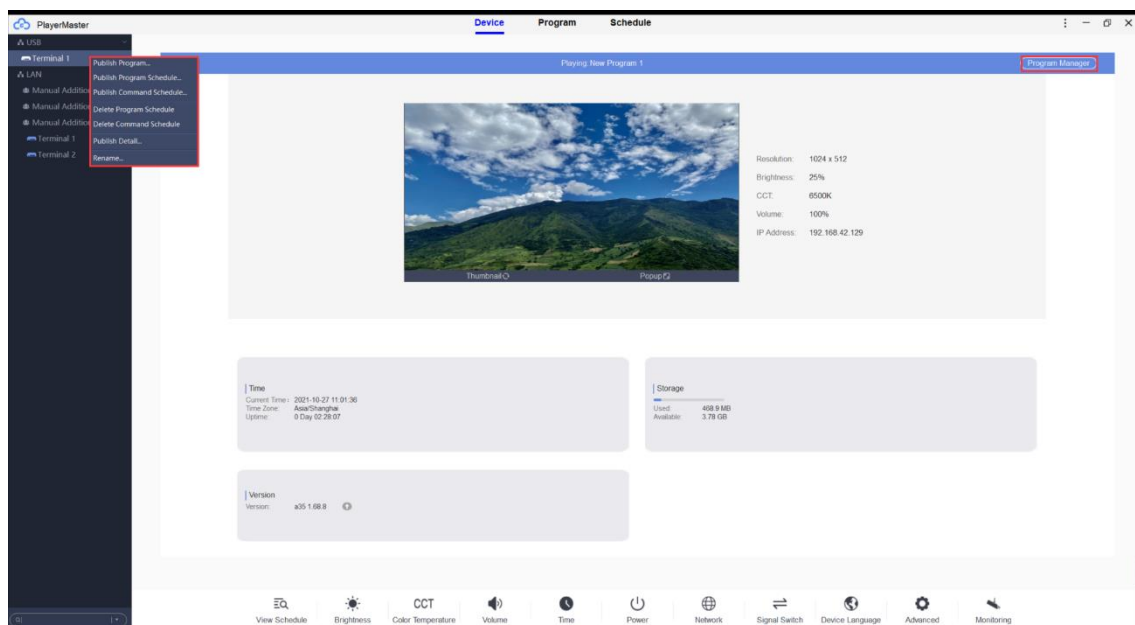 PlayerMaster
Device Program Schedule
USB
Terminal 1
LAN
Manual Addition
Manual Addition
Manual Addition
Terminal 1
Terminal 2
Publish Program...
Publish Program Schedule...
Publish Command Schedule...
Delete Program Schedule
Delete Command Schedule
Publish Detail...
Rename...
Playing: New Program 1
Program Manager
Thumbnail Popup
Resolution: 1024 x 512
Brightness: 25%
CCT: 6500K
Volume: 100%
IP Address: 192.168.42.129
Time
Current Time: 2021-10-27 11:01:36
Time Zone: Asia/Shanghai
Uptime: 0 Day 02:28:07
Storage
Used: 468.9 MB
Available: 3.78 GB
Version
Version: a35 1.68.8
CCT
View Schedule Brightness Color Temperature Volume Time Power Network Signal Switch Device Language Advanced Monitoring